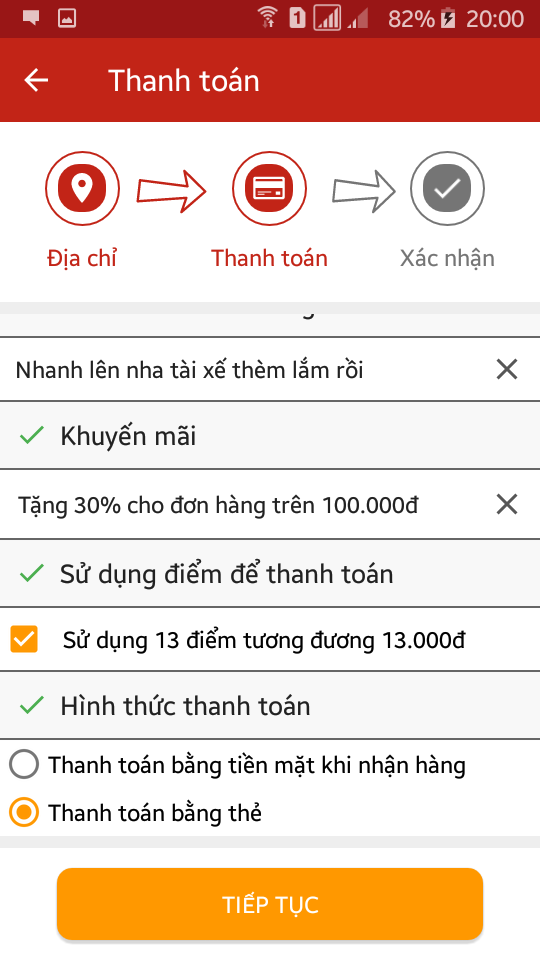 1 82% 20:00
Thanh toán
Địa chỉ Thanh toán Xác nhận
Nhanh lên nha tài xế thèm lắm rồi
Khuyến mãi
Tặng 30% cho đơn hàng trên 100.000đ
Sử dụng điểm để thanh toán
Sử dụng 13 điểm tương đương 13.000đ
Hình thức thanh toán
Thanh toán bằng tiền mặt khi nhận hàng
Thanh toán bằng thẻ
TIẾP TỤC